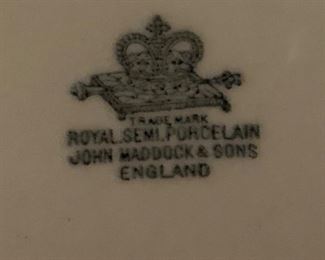 TRADE MARK
ROYAL.SEMI.PORCELAIN
JOHN MADDOCK & SONS
ENGLAND